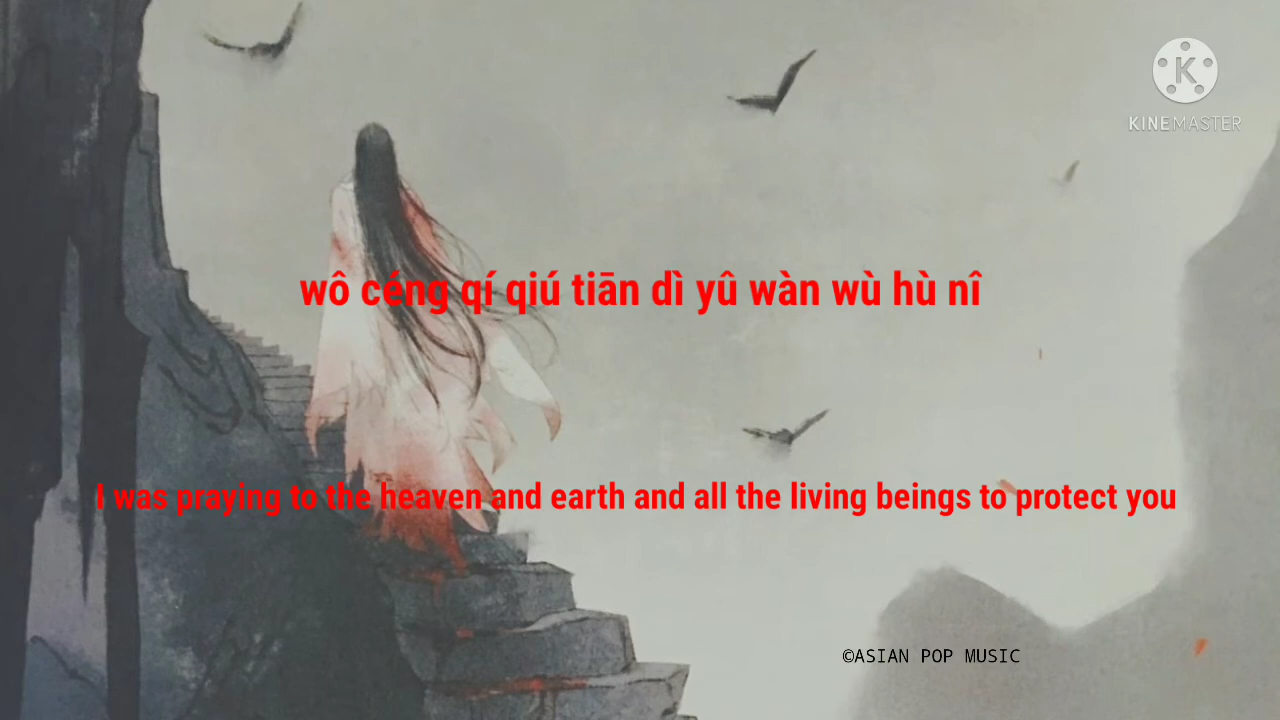 K
KINEMASTER
wô céng qí qiú tiān dì yû wàn wù hù nî
I was praying to the heaven and earth and all the living beings to protect you
©ASIAN POP MUSIC